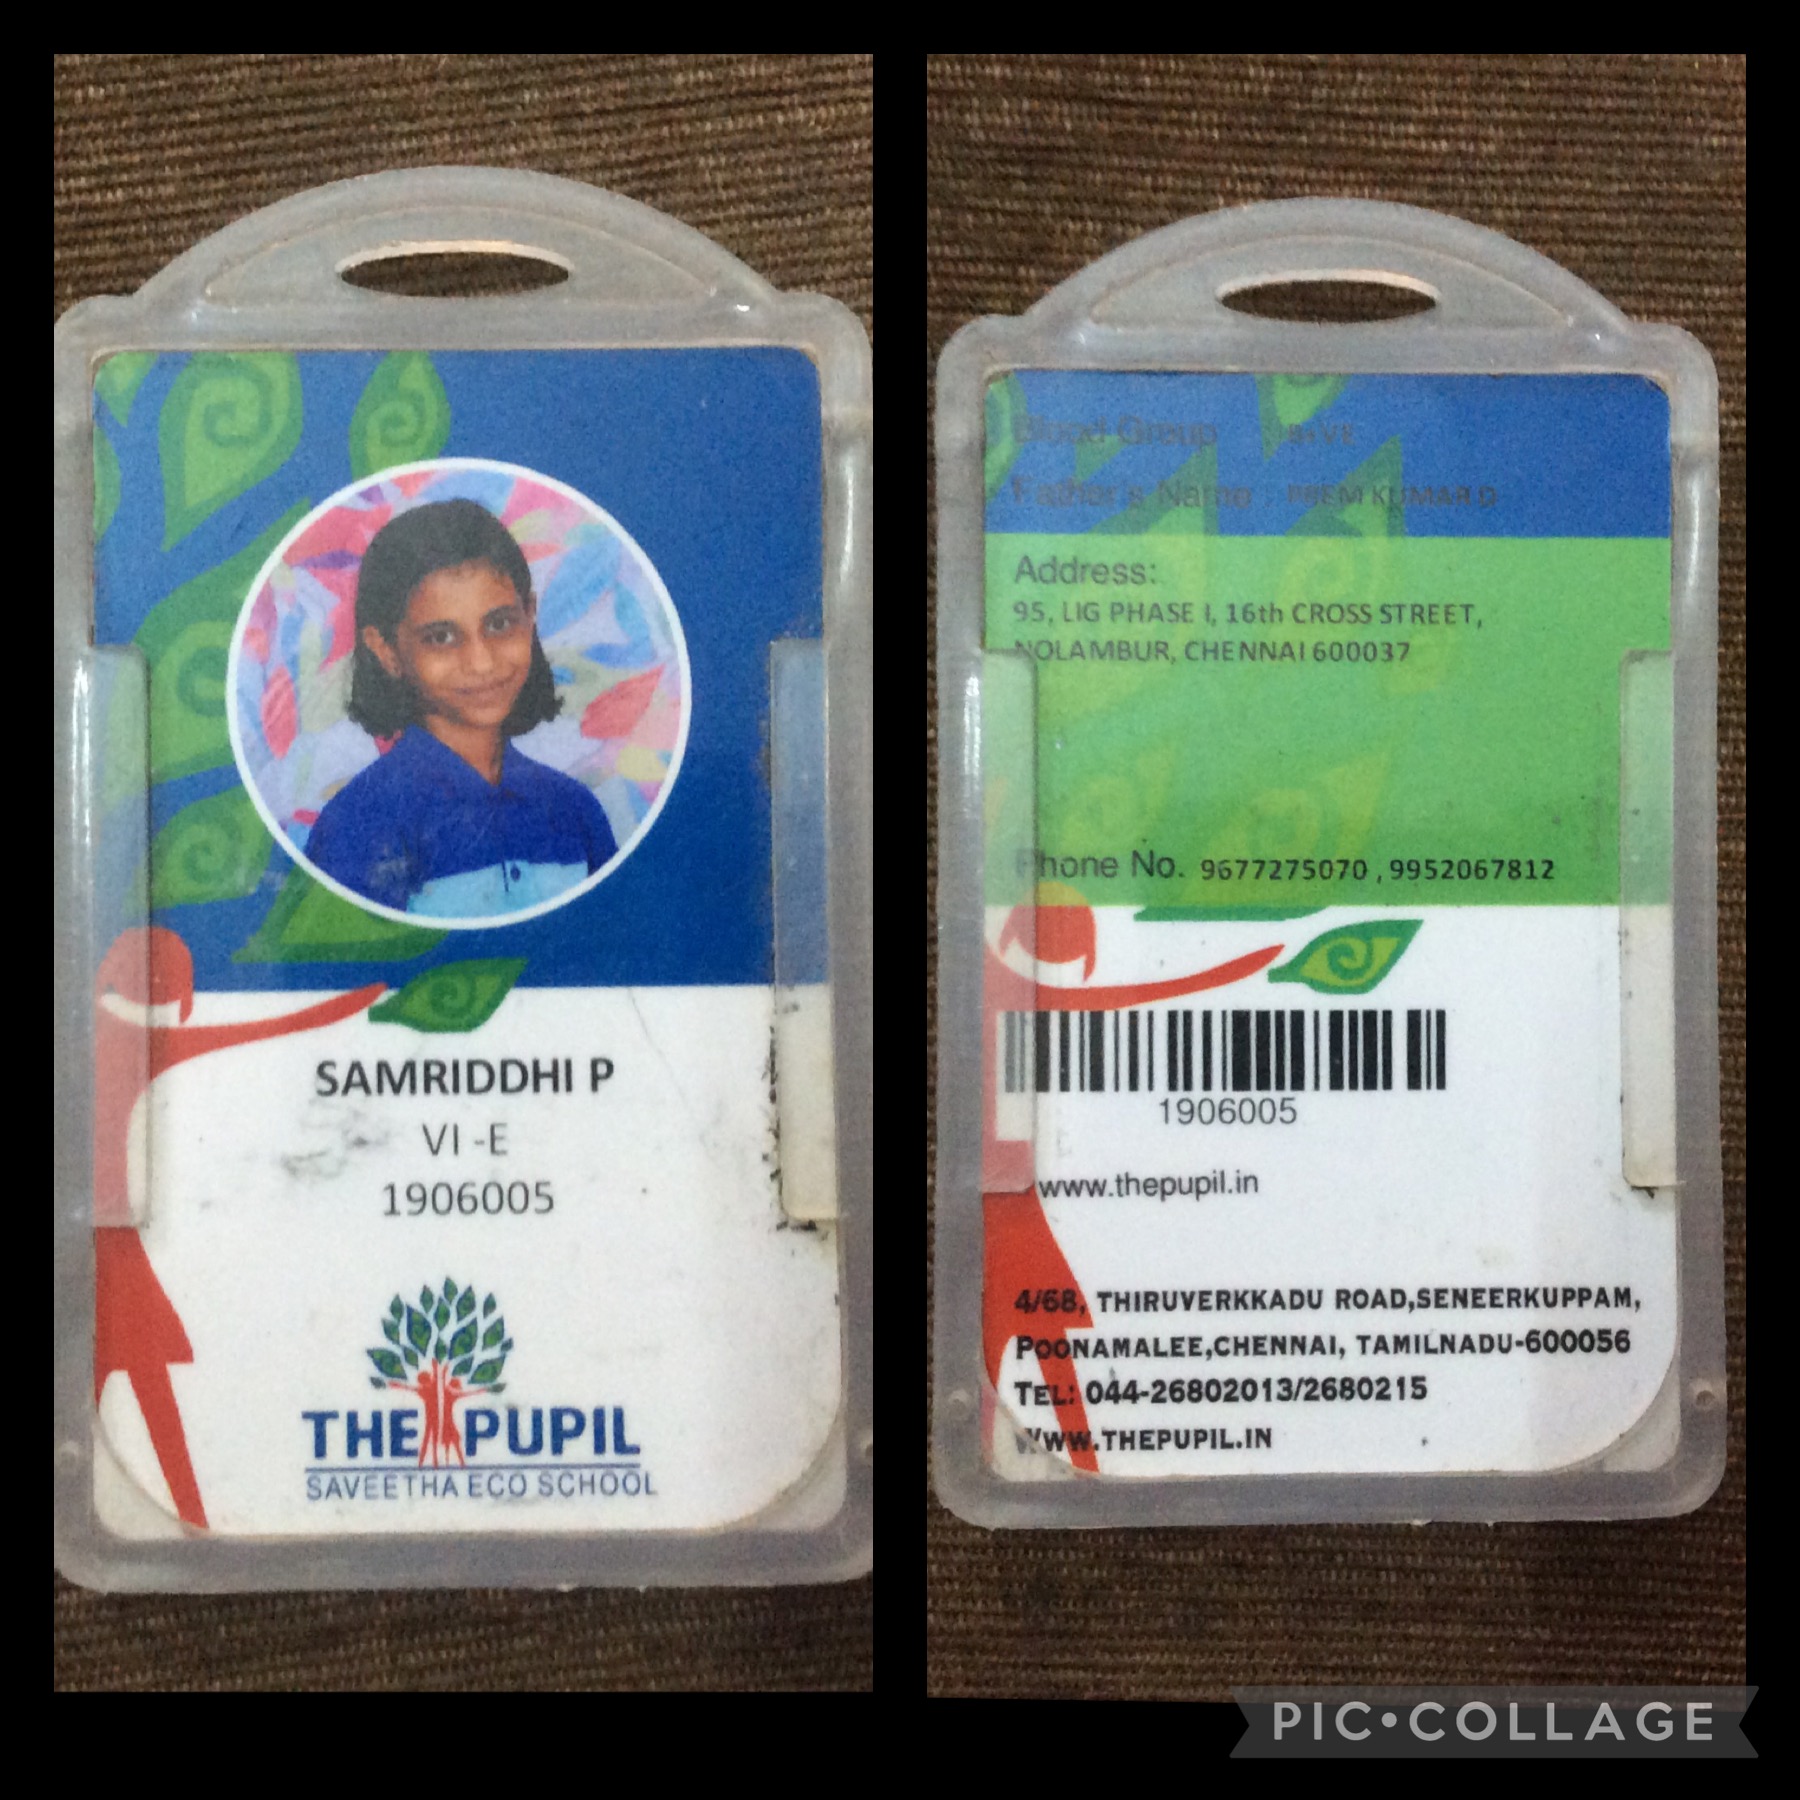 SAMRIDDHI P
VI -E
1906005
THE PUPIL
SAVEETHA ECO SCHOOL
Blood Group : B+VE
Father's Name : PREM KUMAR D
Address:
95, LIG PHASE I, 16th CROSS STREET,
NOLAMBUR, CHENNAI 600037
Phone No. 9677275070 , 9952067812
1906005
www.thepupil.in
4/68, THIRUVERKKADU ROAD,SENEERKUPPAM,
POONAMALEE,CHENNAI, TAMILNADU-600056
TEL: 044-26802013/2680215
WWW.THEPUPIL.IN
PIC•COLLAGE